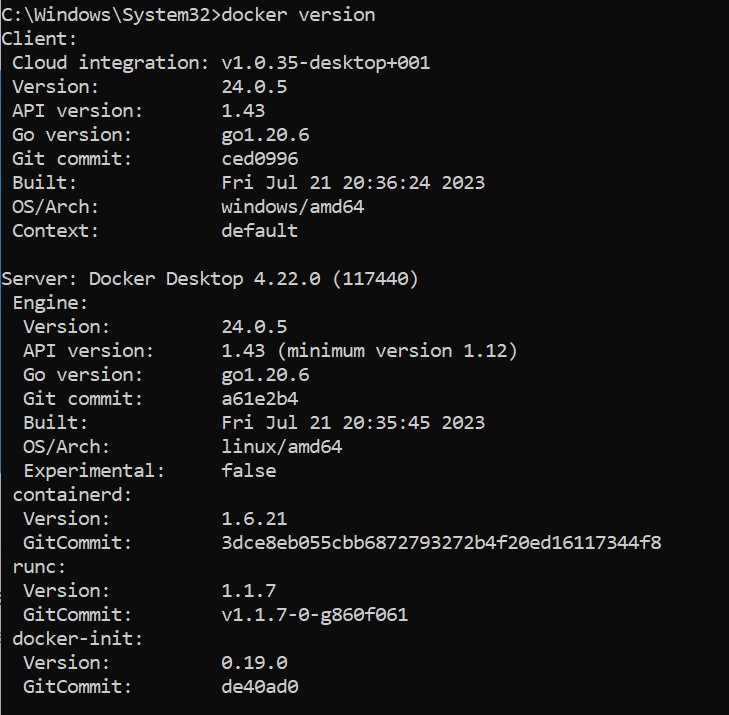 C:\Windows\System32>docker version
Client:
 Cloud integration: v1.0.35-desktop+001
 Version:           24.0.5
 API version:       1.43
 Go version:        go1.20.6
 Git commit:        ced0996
 Built:             Fri Jul 21 20:36:24 2023
 OS/Arch:           windows/amd64
 Context:           default

Server: Docker Desktop 4.22.0 (117440)
 Engine:
  Version:          24.0.5
  API version:      1.43 (minimum version 1.12)
  Go version:       go1.20.6
  Git commit:       a61e2b4
  Built:            Fri Jul 21 20:35:45 2023
  OS/Arch:          linux/amd64
  Experimental:     false
 containerd:
  Version:          1.6.21
  GitCommit:        3dce8eb055cbb6872793272b4f20ed16117344f8
 runc:
  Version:          1.1.7
  GitCommit:        v1.1.7-0-g860f061
 docker-init:
  Version:          0.19.0
  GitCommit:        de40ad0